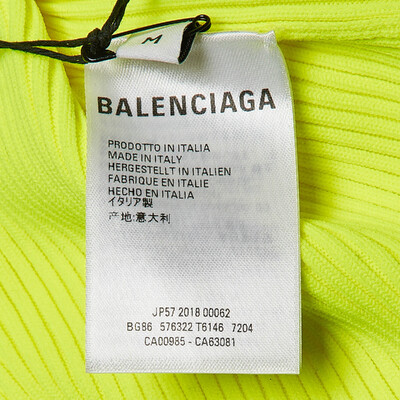 M
BALENCIAGA
PRODOTTO IN ITALIA
MADE IN ITALY
HERGESTELLT IN ITALIEN
FABRIQUE EN ITALIE
HECHO EN ITALIA
イタリア製
产地:意大利
JP57 2018 00062
BG86 576322 T6146 7204
CA00985 - CA63081